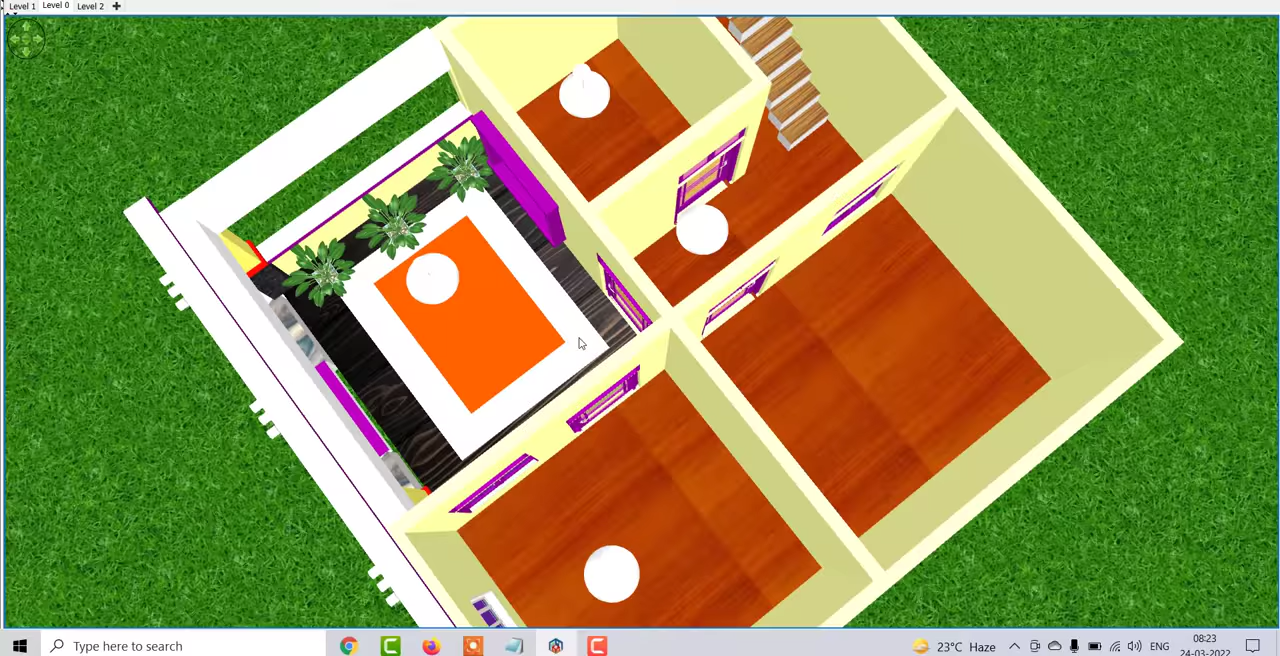 Level 1 Level 0 Level 2
Type here to search
23°C Haze
ENG
08:23
24-03-2022